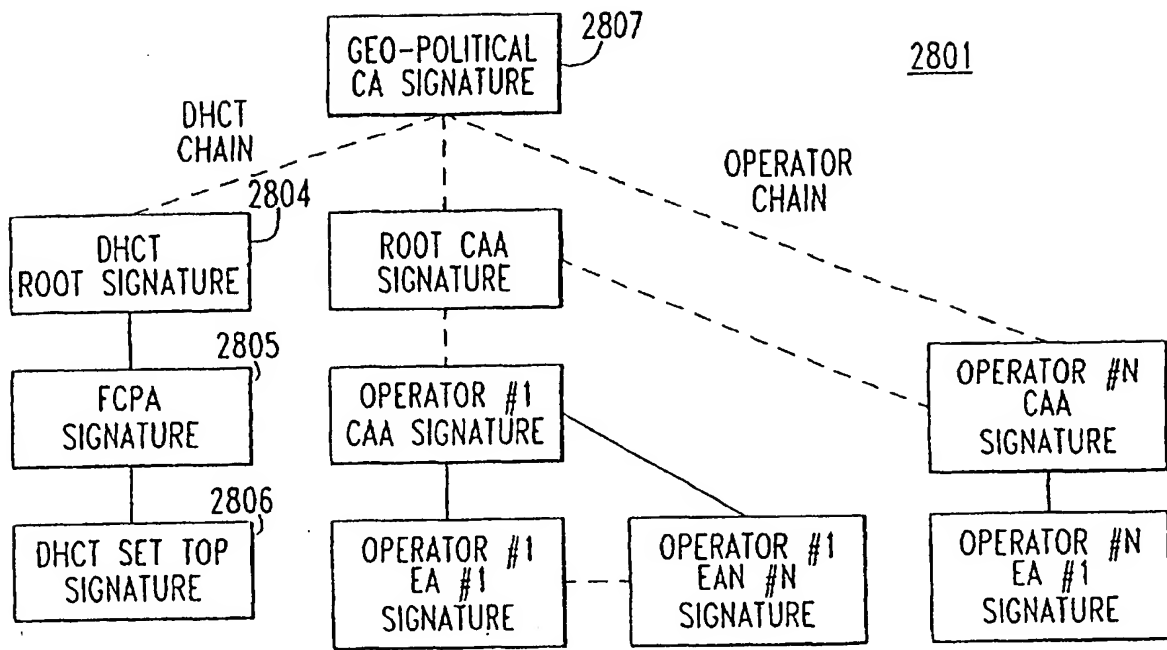 GEO-POLITICAL
CA SIGNATURE
2807
2801
DHCT
CHAIN
OPERATOR
CHAIN
2804
DHCT
ROOT SIGNATURE
ROOT CAA
SIGNATURE
2805
FCPA
SIGNATURE
OPERATOR #1
CAA SIGNATURE
OPERATOR #N
CAA
SIGNATURE
2806
DHCT SET TOP
SIGNATURE
OPERATOR #1
EA #1
SIGNATURE
OPERATOR #1
EAN #N
SIGNATURE
OPERATOR #N
EA #1
SIGNATURE